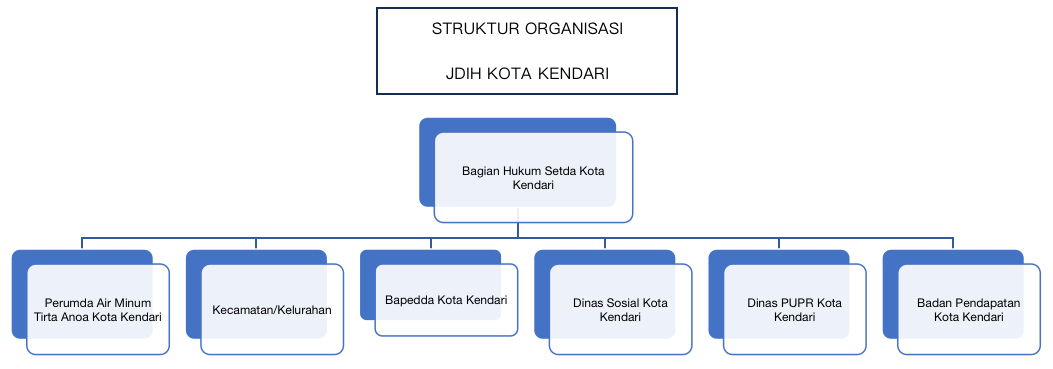 STRUKTUR ORGANISASI
JDIH KOTA KENDARI
Bagian Hukum Setda Kota
Kendari
Perumda Air Minum
Tirta Anoa Kota Kendari
Kecamatan/Kelurahan
Bapedda Kota Kendari
Dinas Sosial Kota
Kendari
Dinas PUPR Kota
Kendari
Badan Pendapatan
Kota Kendari